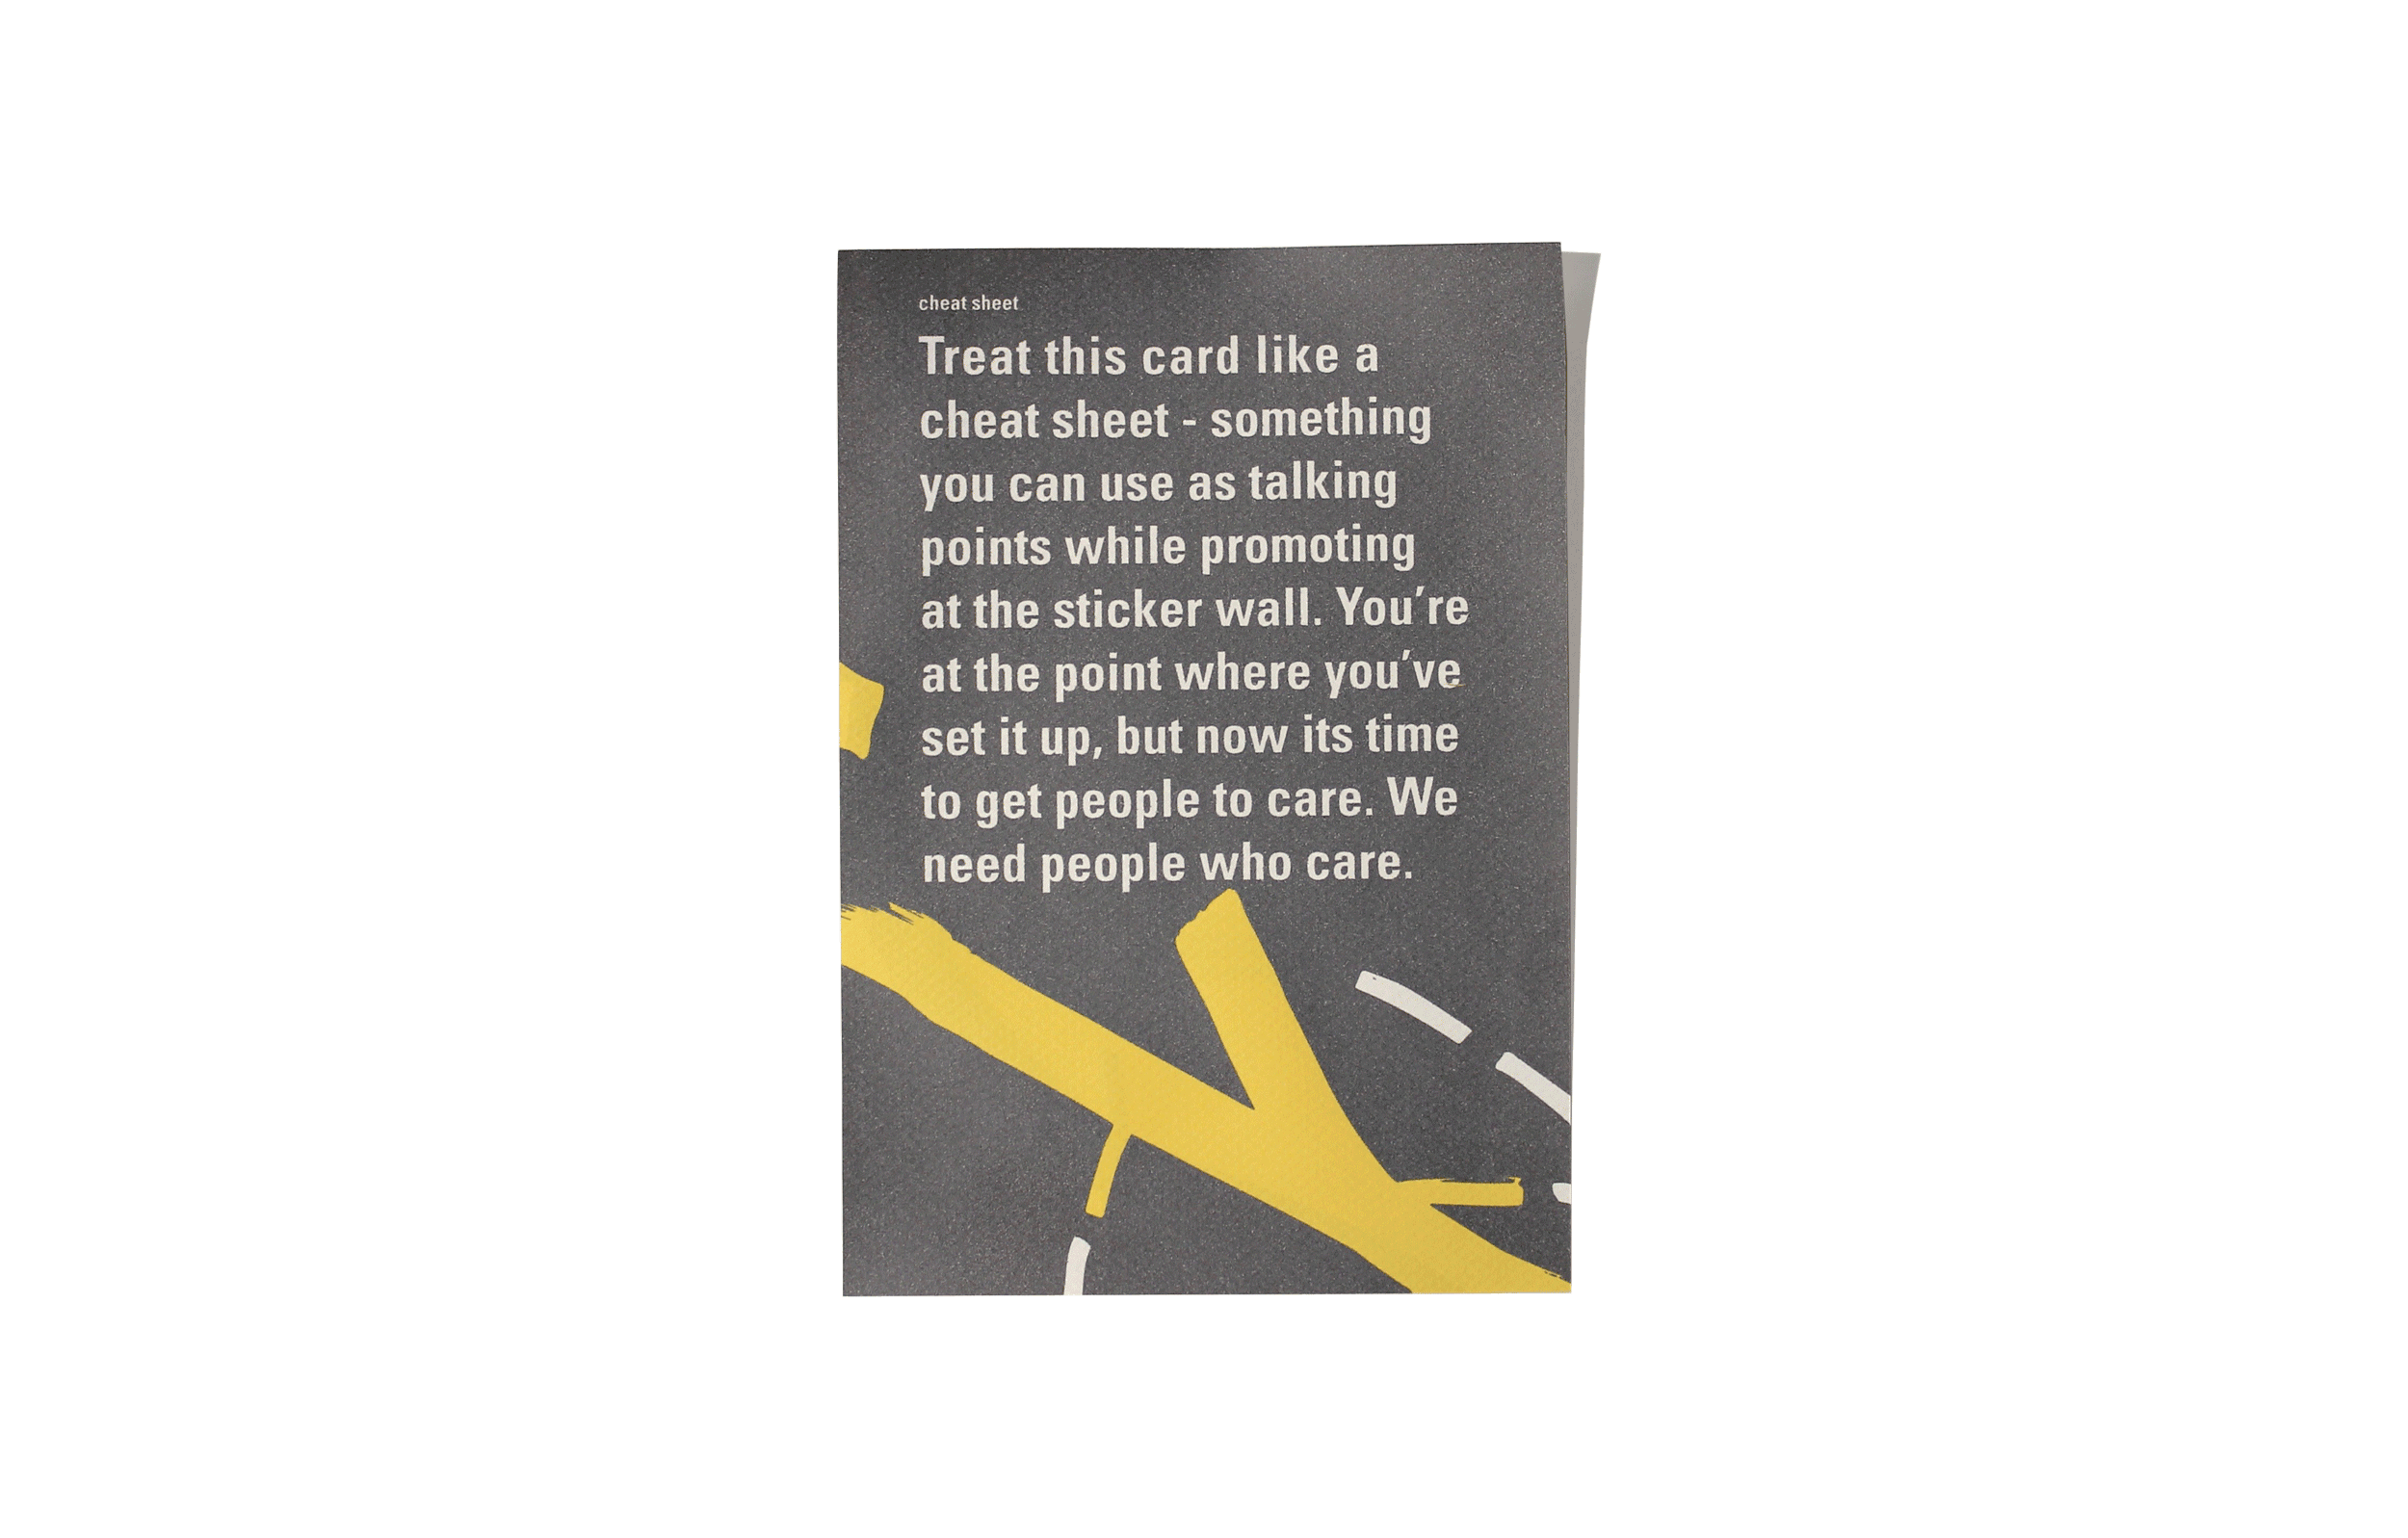 cheat sheet
Treat this card like a
cheat sheet - something
you can use as talking
points while promoting
at the sticker wall. You’re
at the point where you’ve
set it up, but now its time
to get people to care. We
need people who care.